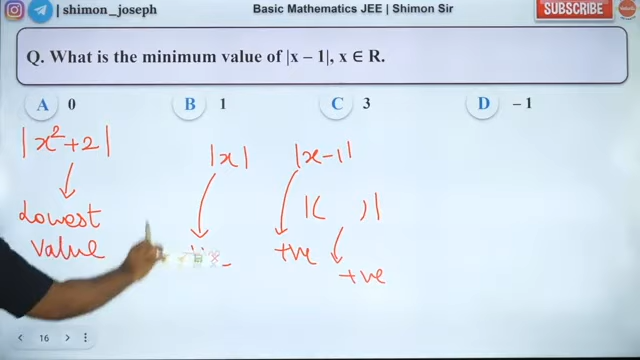 | shimon_joseph
Basic Mathematics JEE | Shimon Sir
SUBSCRIBE
Q. What is the minimum value of |x − 1|, x ∈ R.
A 0
B 1
C 3
D − 1
|x²+2|
|x|
|x-1|
|( )|
Lowest
value
+ve
+ve
16